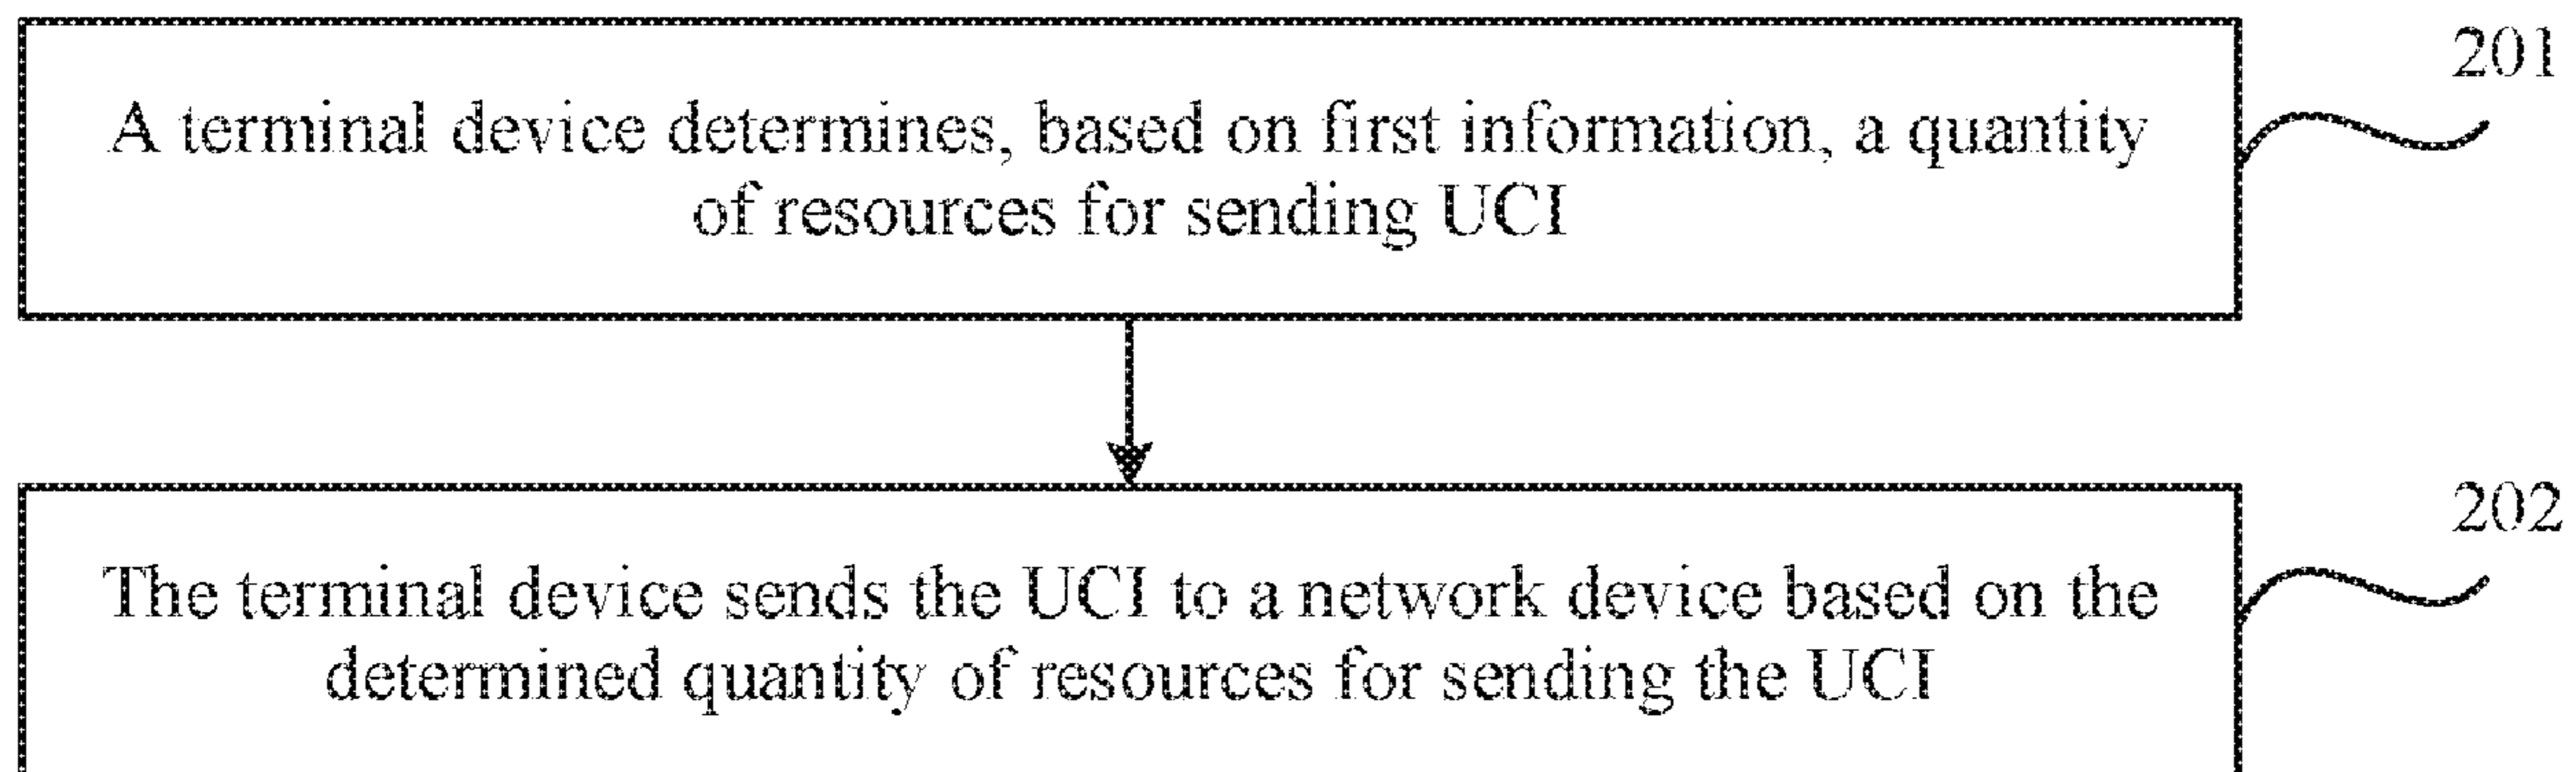 201
A terminal device determines, based on first information, a quantity
of resources for sending UCI
202
The terminal device sends the UCI to a network device based on the
determined quantity of resources for sending the UCI